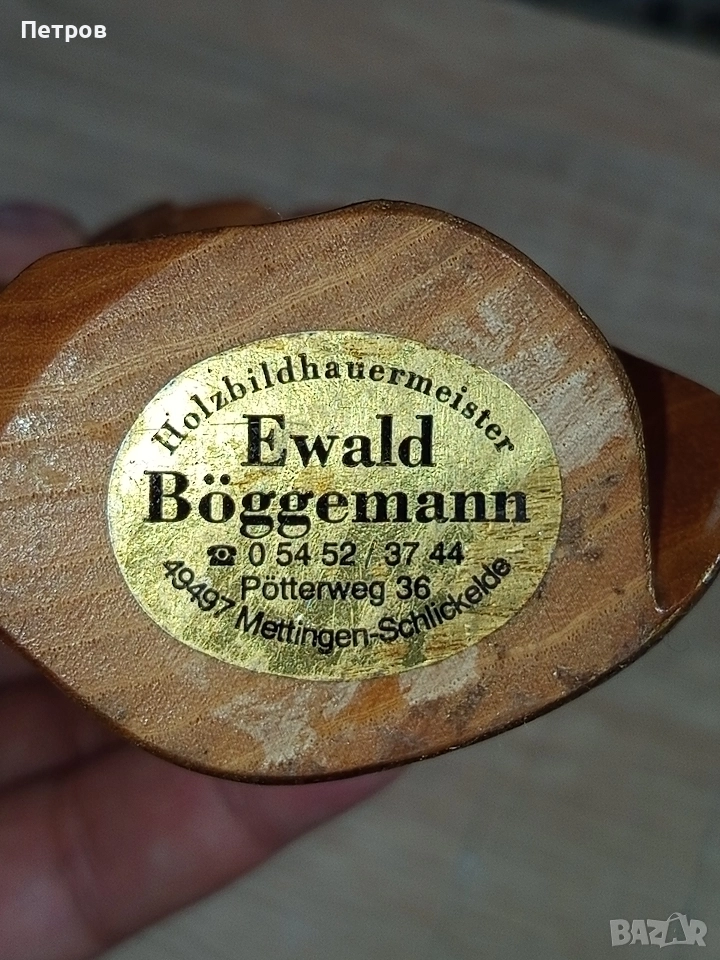 Петров
Holzbildhauermeister
Ewald
Böggemann
☎ 0 54 52 / 37 44
Pötterweg 36
49497 Mettingen-Schlickelde
BAZAR